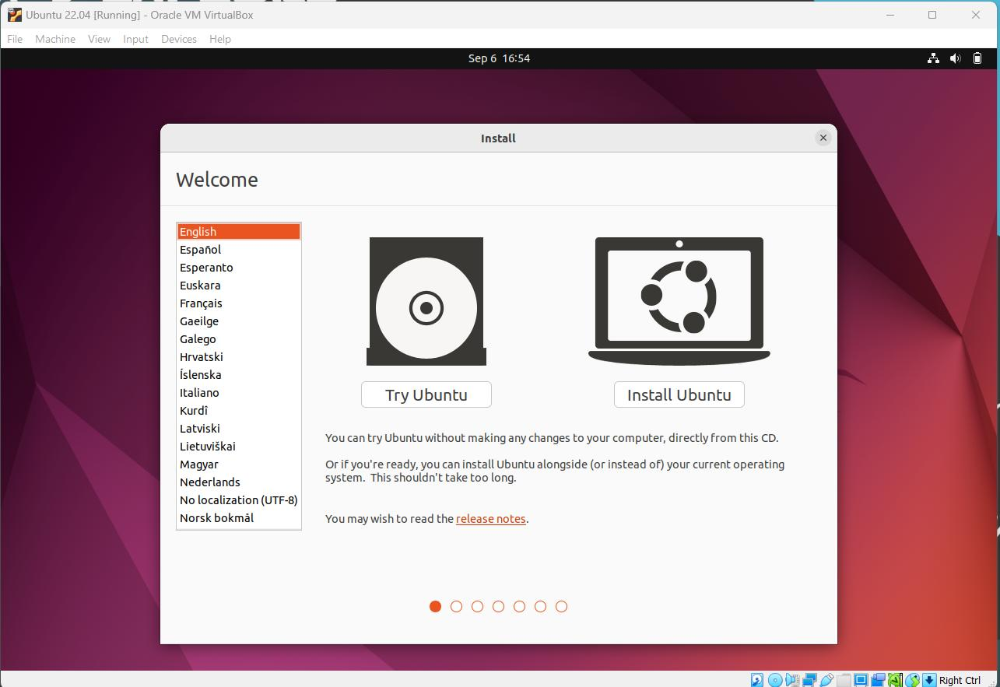 Ubuntu 22.04 [Running] - Oracle VM VirtualBox
File Machine View Input Devices Help
Sep 6 16:54
Install
Welcome
English
Español
Esperanto
Euskara
Français
Gaeilge
Galego
Hrvatski
Íslenska
Italiano
Kurdî
Latviski
Lietuviškai
Magyar
Nederlands
No localization (UTF-8)
Norsk bokmål
Try Ubuntu
Install Ubuntu
You can try Ubuntu without making any changes to your computer, directly from this CD.
Or if you're ready, you can install Ubuntu alongside (or instead of) your current operating
system. This shouldn't take too long.
You may wish to read the release notes.
Right Ctrl